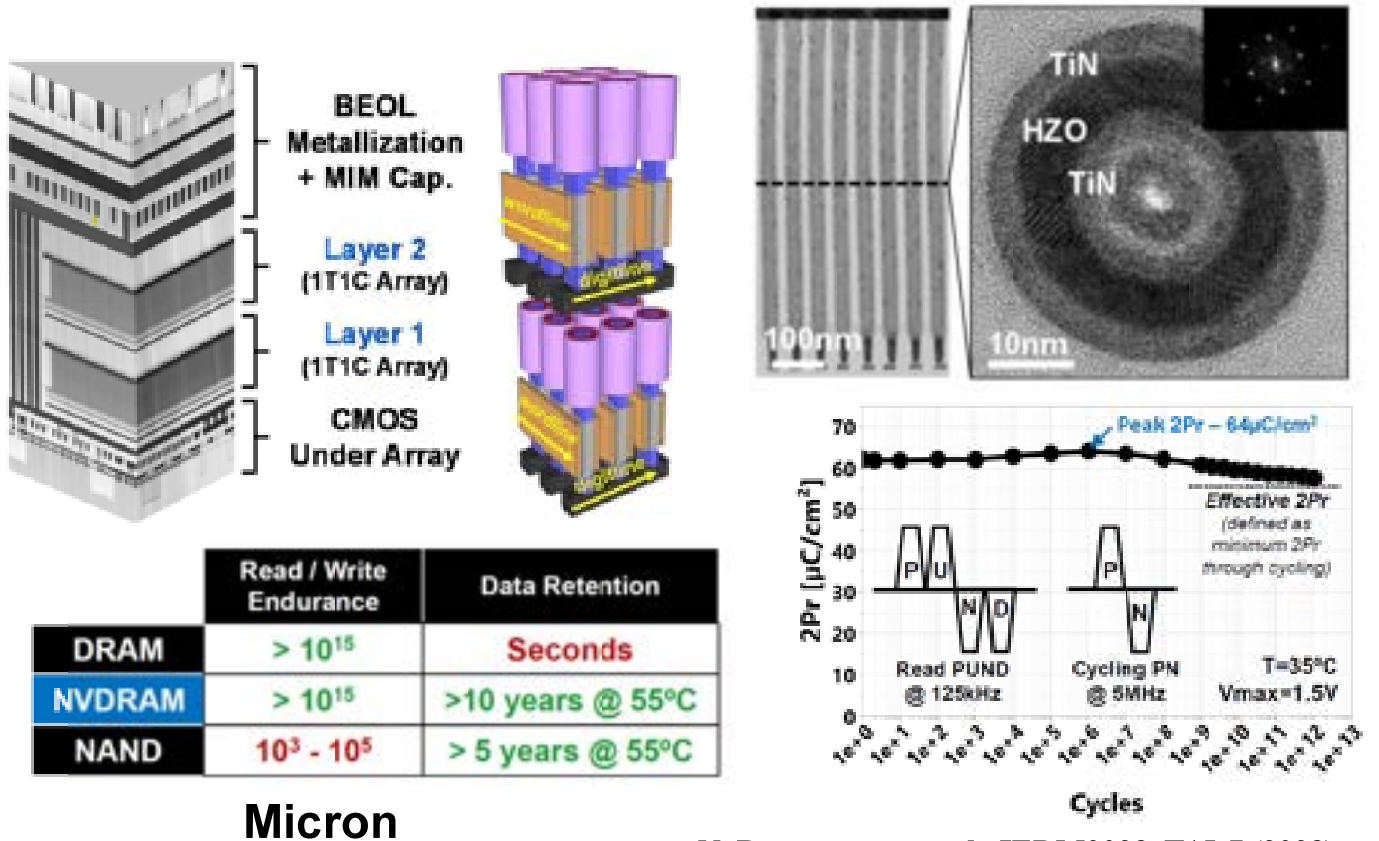 BEOL
Metallization
+ MIM Cap.
Layer 2
(1T1C Array)
Layer 1
(1T1C Array)
CMOS
Under Array
digitline
digitline
TiN
HZO
TiN
100nm
10nm
Read / Write
Endurance
Data Retention
DRAM
> 10¹⁵
Seconds
NVDRAM
> 10¹⁵
>10 years @ 55ºC
NAND
10³ - 10⁵
> 5 years @ 55ºC
Micron
Peak 2Pr – 64µC/cm²
Effective 2Pr
(defined as
minimum 2Pr
through cycling)
P U N D
P N
Read PUND
@ 125kHz
Cycling PN
@ 5MHz
T=35ºC
Vmax=1.5V
2Pr [µC/cm²]
70
60
50
40
30
20
10
0
1e+0 1e+1 1e+2 1e+3 1e+4 1e+5 1e+6 1e+7 1e+8 1e+9 1e+10 1e+11 1e+12 1e+13
Cycles